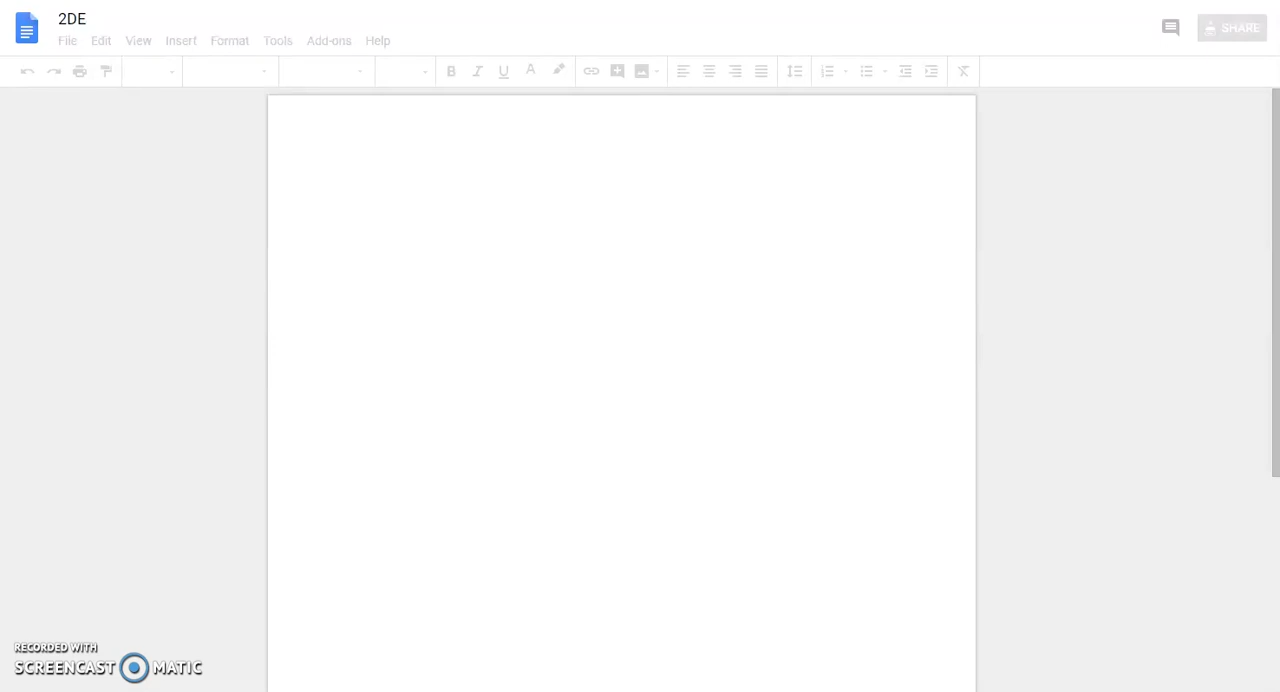 2DE
File Edit View Insert Format Tools Add-ons Help
SHARE
RECORDED WITH
SCREENCAST MATIC